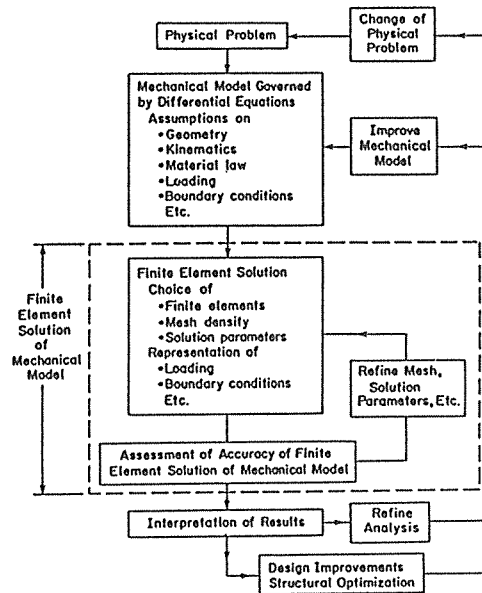 Physical Problem
Change of
Physical
Problem
Mechanical Model Governed
by Differential Equations
Assumptions on
•Geometry
•Kinematics
•Material law
•Loading
•Boundary conditions
Etc.
Improve
Mechanical
Model
Finite
Element
Solution
of
Mechanical
Model
Finite Element Solution
Choice of
•Finite elements
•Mesh density
•Solution parameters
Representation of
•Loading
•Boundary conditions
Etc.
Refine Mesh,
Solution
Parameters, Etc.
Assessment of Accuracy of Finite
Element Solution of Mechanical Model
Interpretation of Results
Refine
Analysis
Design Improvements
Structural Optimization